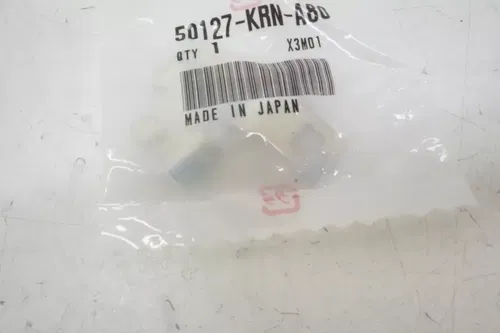 50127-KRN-A80
QTY 1 X3M01
MADE IN JAPAN